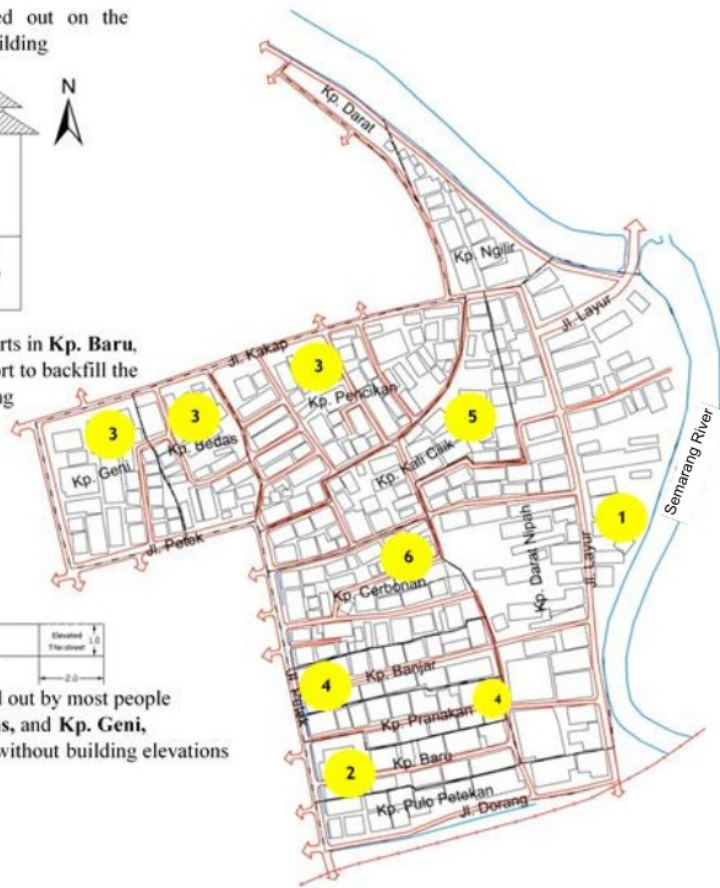 ed out on the
ilding
N
Kp. Darat
Kp. Ngilir
Jl. Layur
rts in Kp. Baru,
rt to backfill the
g
Jl. Kakap
3
Kp. Pencikan
3
3
Kp. Bedas
Kp. Geni
5
Kp. Kali Cilik
Semarang River
1
Jl. Petek
6
Kp. Darat Nipah
Jl. Layur
Kp. Cerbonan
Elevated
The street
1.0
2.0
d out by most people
as, and Kp. Geni,
without building elevations
4
Kp. Banjar
Jl. Petek
4
Kp. Pranakan
Kp. Baru
2
Kp. Pulo Petekan
Jl. Dorang